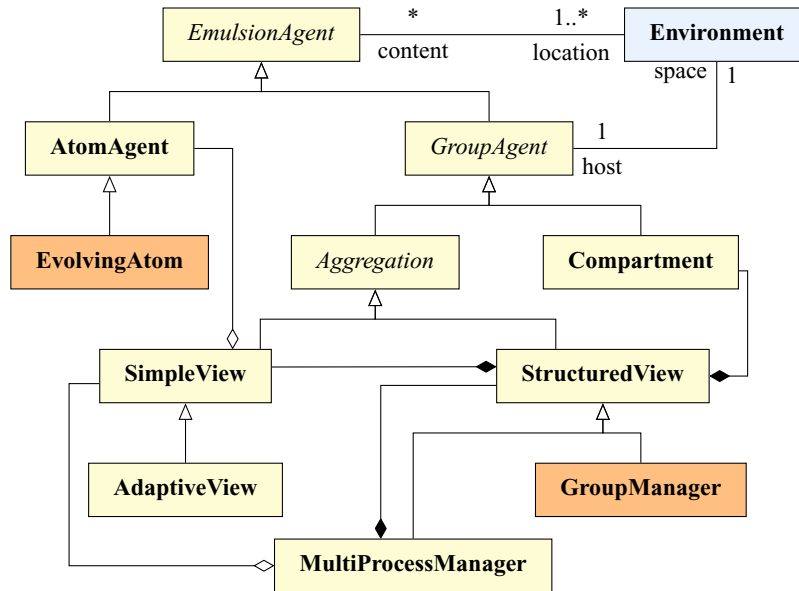 EmulsionAgent
*
content
1..*
location
Environment
space
1
AtomAgent
GroupAgent
1
host
EvolvingAtom
Aggregation
Compartment
SimpleView
StructuredView
AdaptiveView
GroupManager
MultiProcessManager